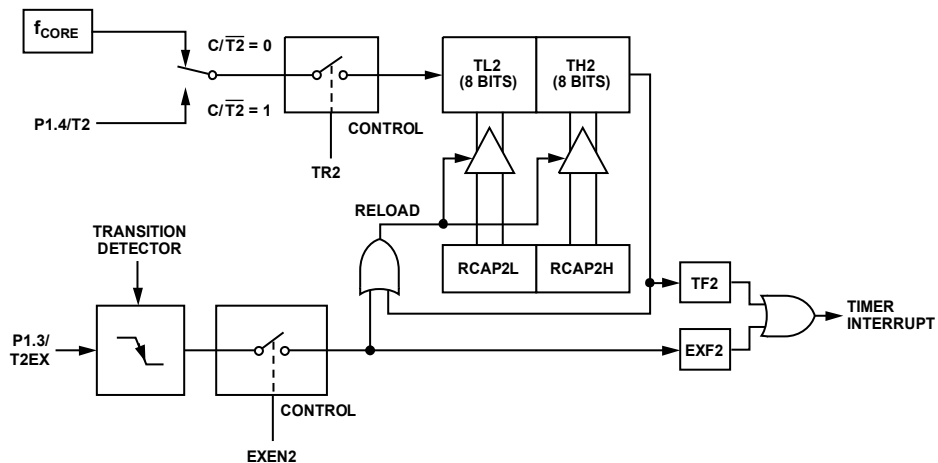 fCORE
C/T2̅ = 0
C/T2̅ = 1
P1.4/T2
CONTROL
TR2
TL2
(8 BITS)
TH2
(8 BITS)
RELOAD
TRANSITION
DETECTOR
RCAP2L
RCAP2H
TF2
TIMER
INTERRUPT
P1.3/
T2EX
EXF2
CONTROL
EXEN2